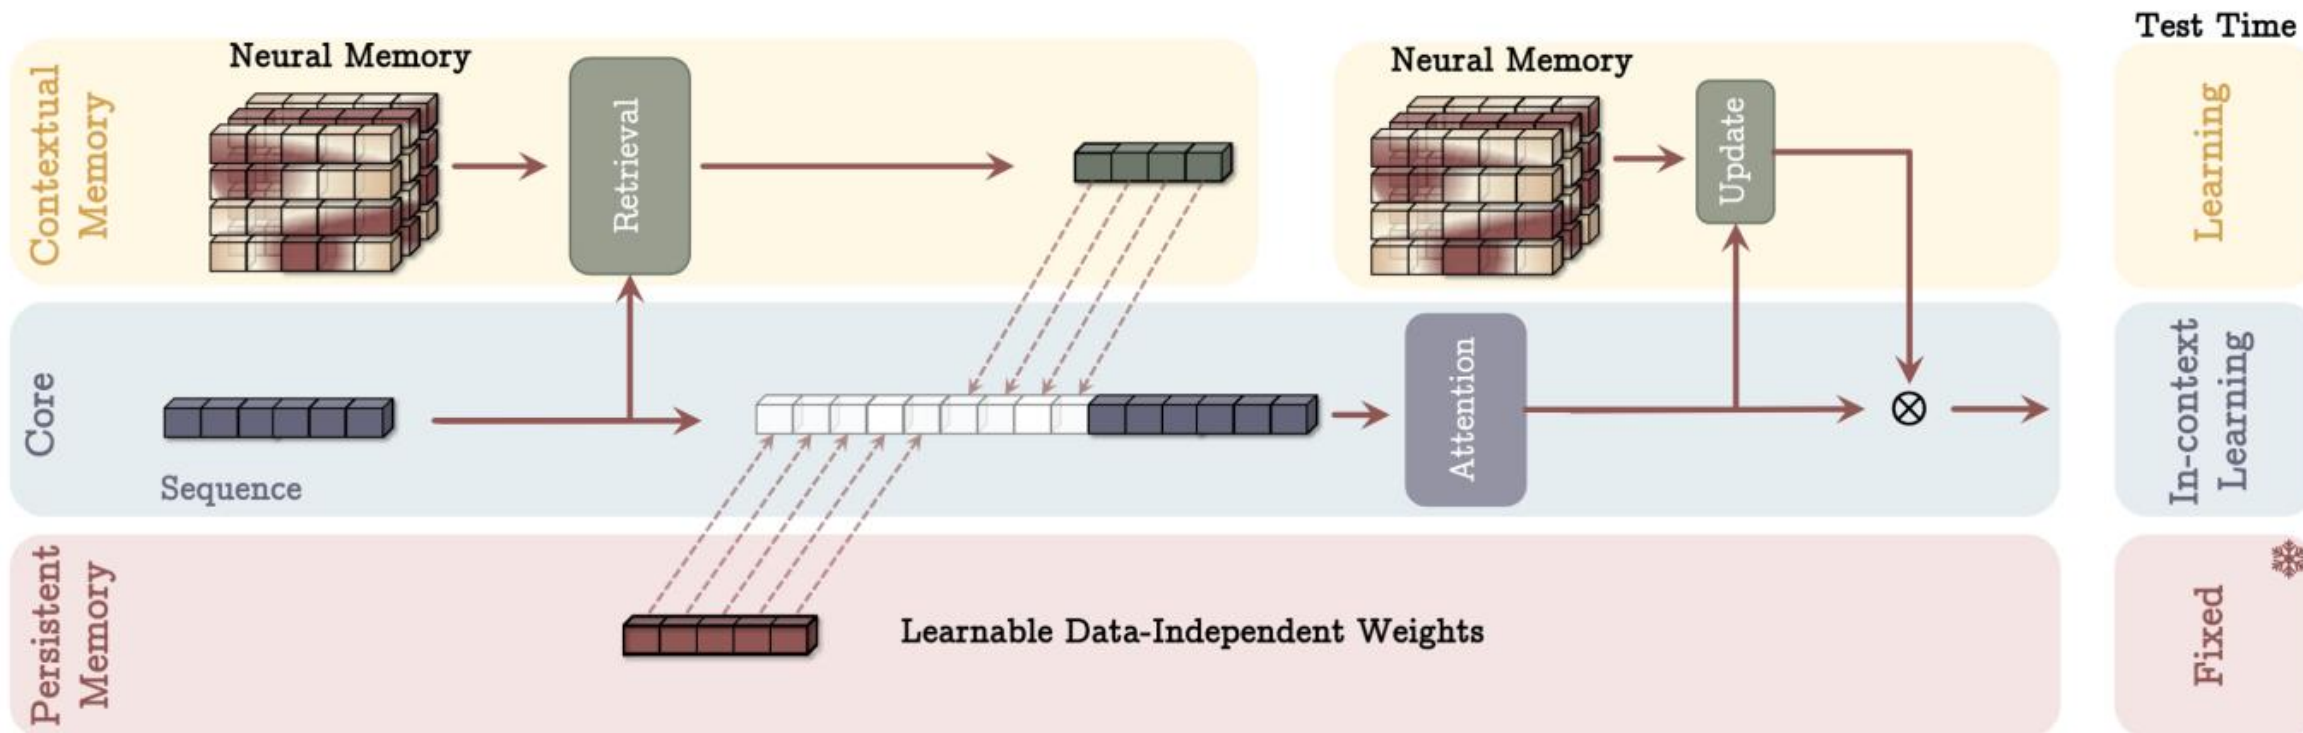 Test Time
Contextual
Memory
Neural Memory
Retrieval
Neural Memory
Update
Learning
Core
Sequence
Attention
In-context
Learning
Persistent
Memory
Learnable Data-Independent Weights
Fixed